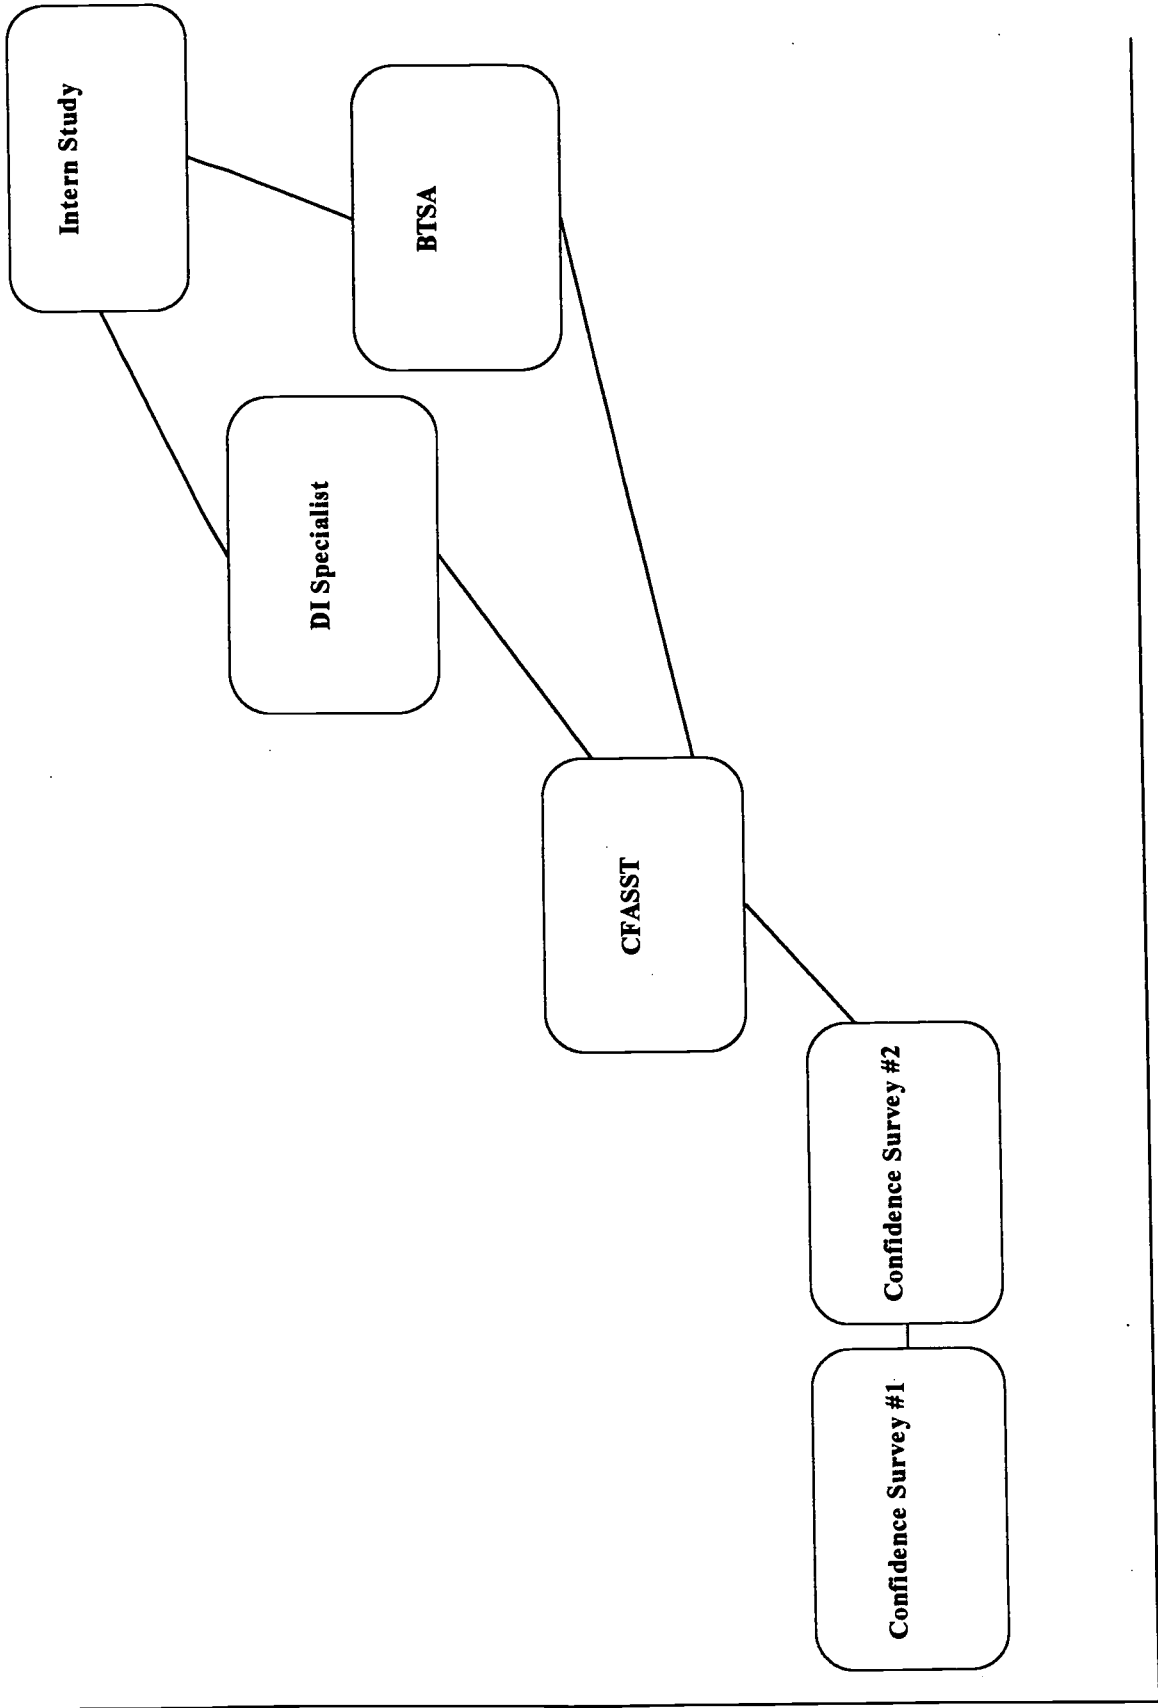 Intern Study
BTSA
DI Specialist
CFASST
Confidence Survey #2
Confidence Survey #1